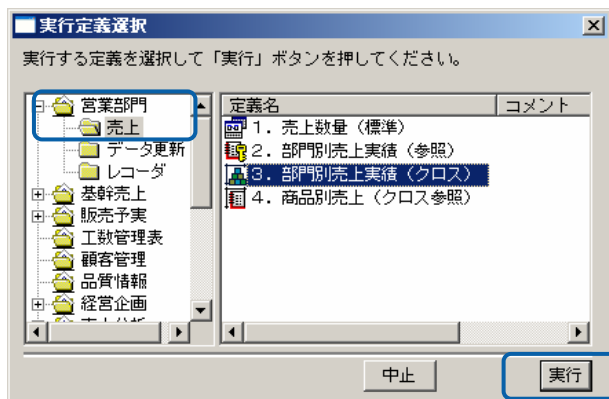 実行定義選択
実行する定義を選択して「実行」ボタンを押してください。
営業部門
売上
データ更新
レコーダ
基幹売上
販売予実
工数管理表
顧客管理
品質情報
経営企画
定義名 コメント
1．売上数量（標準）
2．部門別売上実績（参照）
3．部門別売上実績（クロス）
4．商品別売上（クロス参照）
中止 実行